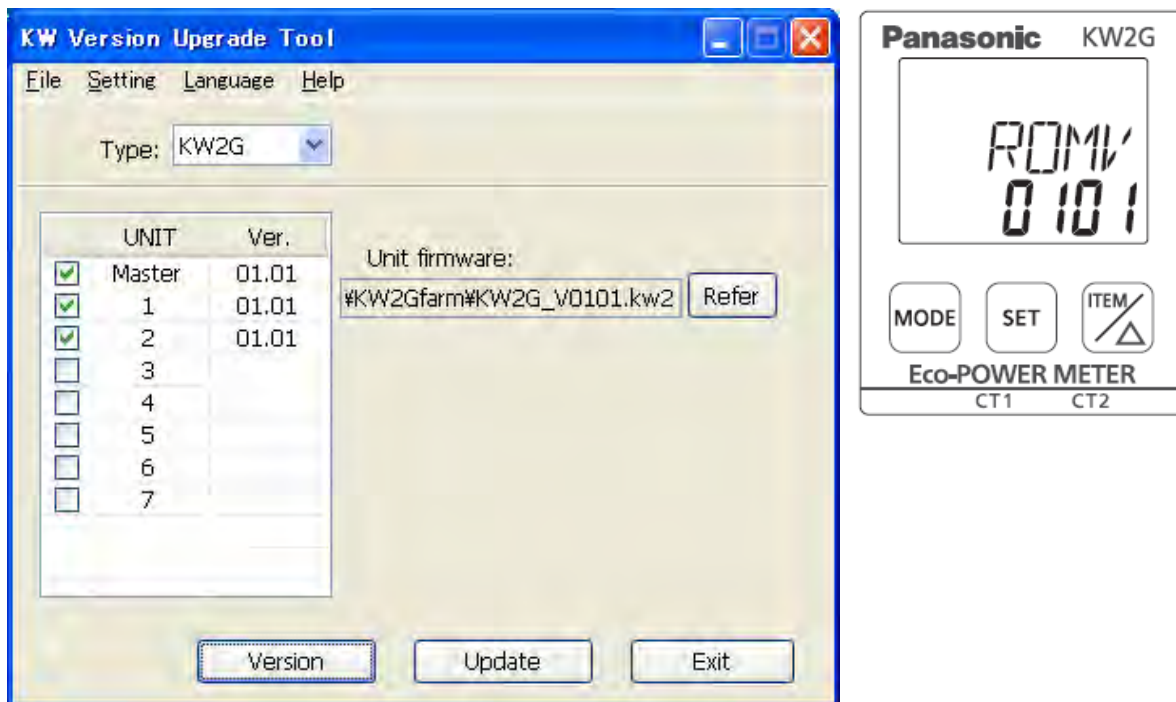 KW Version Upgrade Tool
File Setting Language Help
Type: KW2G
UNIT Ver.
Master 01.01
1 01.01
2 01.01
3
4
5
6
7
Unit firmware:
¥KW2Gfarm¥KW2G_V0101.kw2 Refer
Version Update Exit
Panasonic KW2G
ROMV
0101
MODE SET ITEM/△
Eco-POWER METER
CT1 CT2